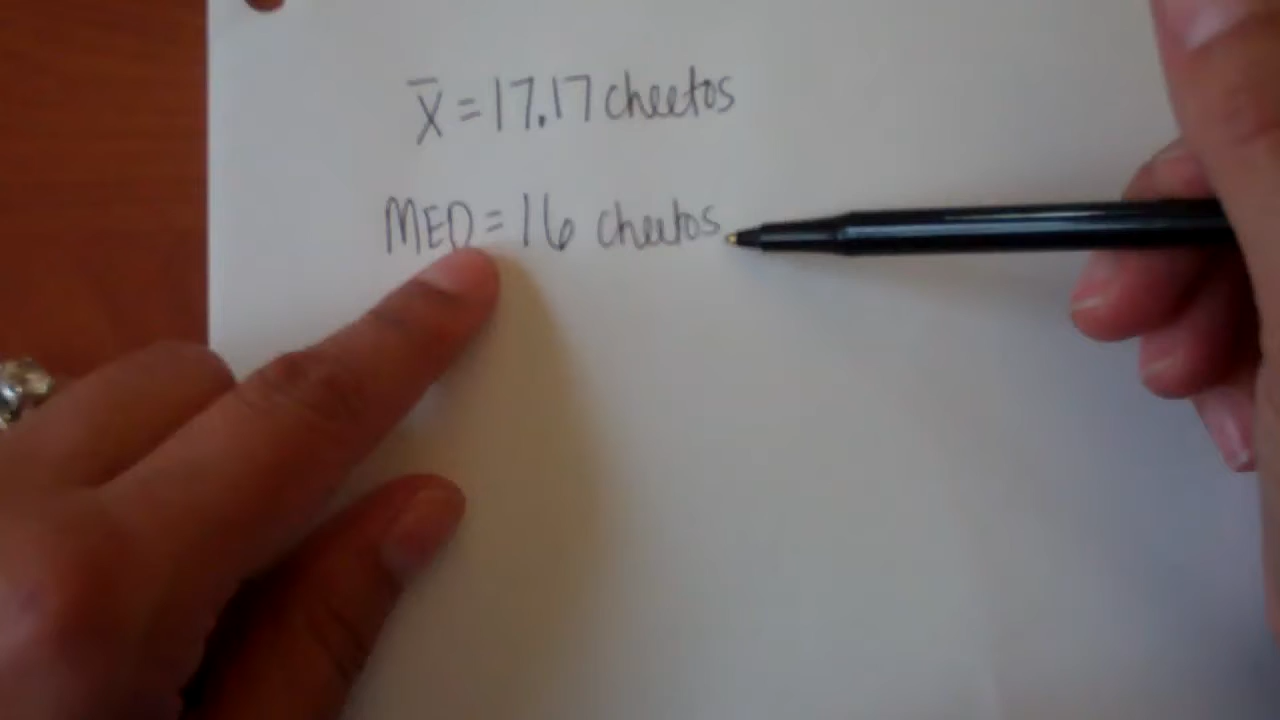 x̄ = 17.17 cheetos
MED = 16 cheetos